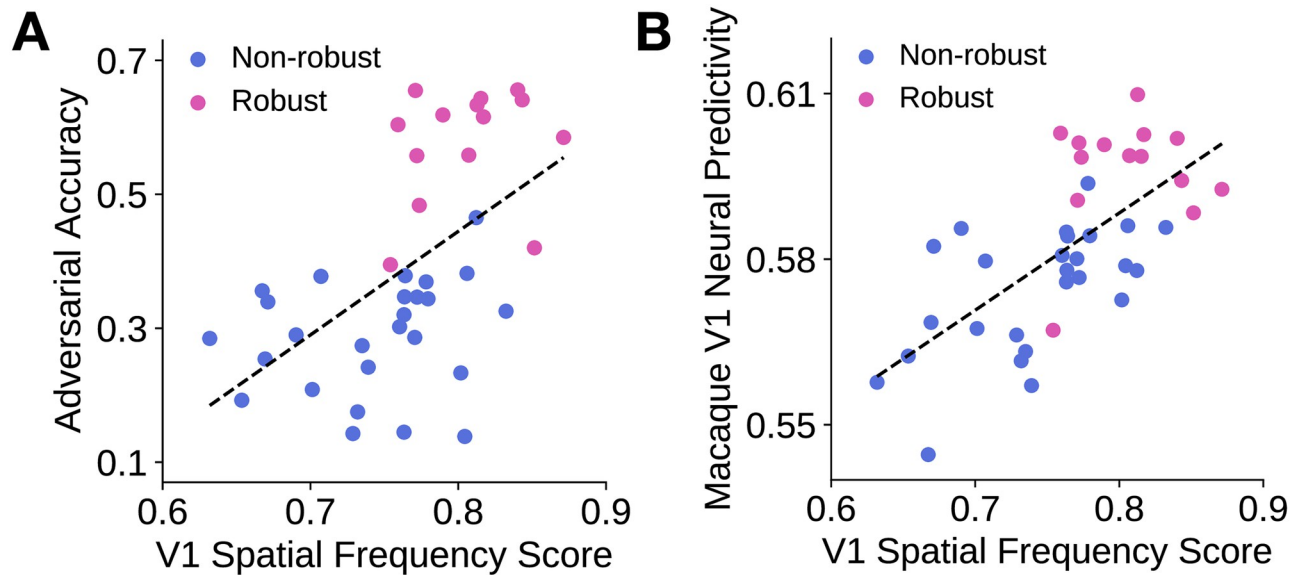 A
Adversarial Accuracy
0.7
0.5
0.3
0.1
Non-robust
Robust
0.6 0.7 0.8 0.9
V1 Spatial Frequency Score
B
Macaque V1 Neural Predictivity
0.61
0.58
0.55
Non-robust
Robust
0.6 0.7 0.8 0.9
V1 Spatial Frequency Score